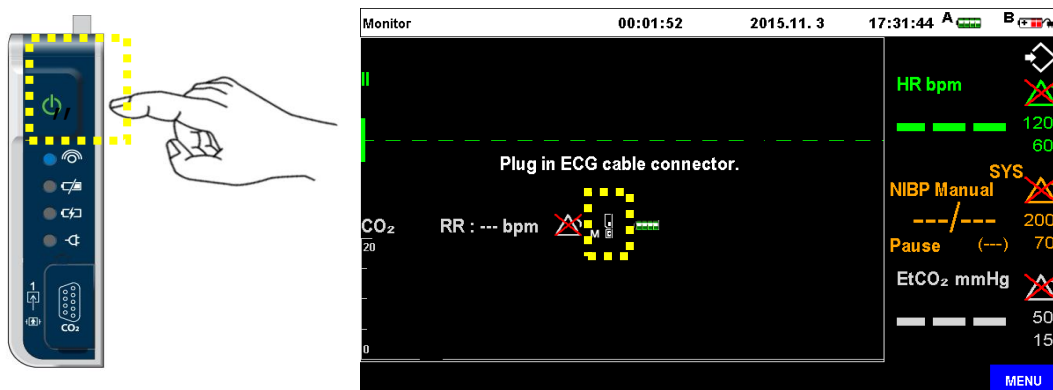 1
CO₂
Monitor 00:01:52 2015.11. 3 17:31:44 A B
II
Plug in ECG cable connector.
CO₂ RR : --- bpm M C
20
0
HR bpm
--- 120
60
SYS
NIBP Manual
---/--- 200
Pause (---) 70
EtCO₂ mmHg
--- 50
15
MENU